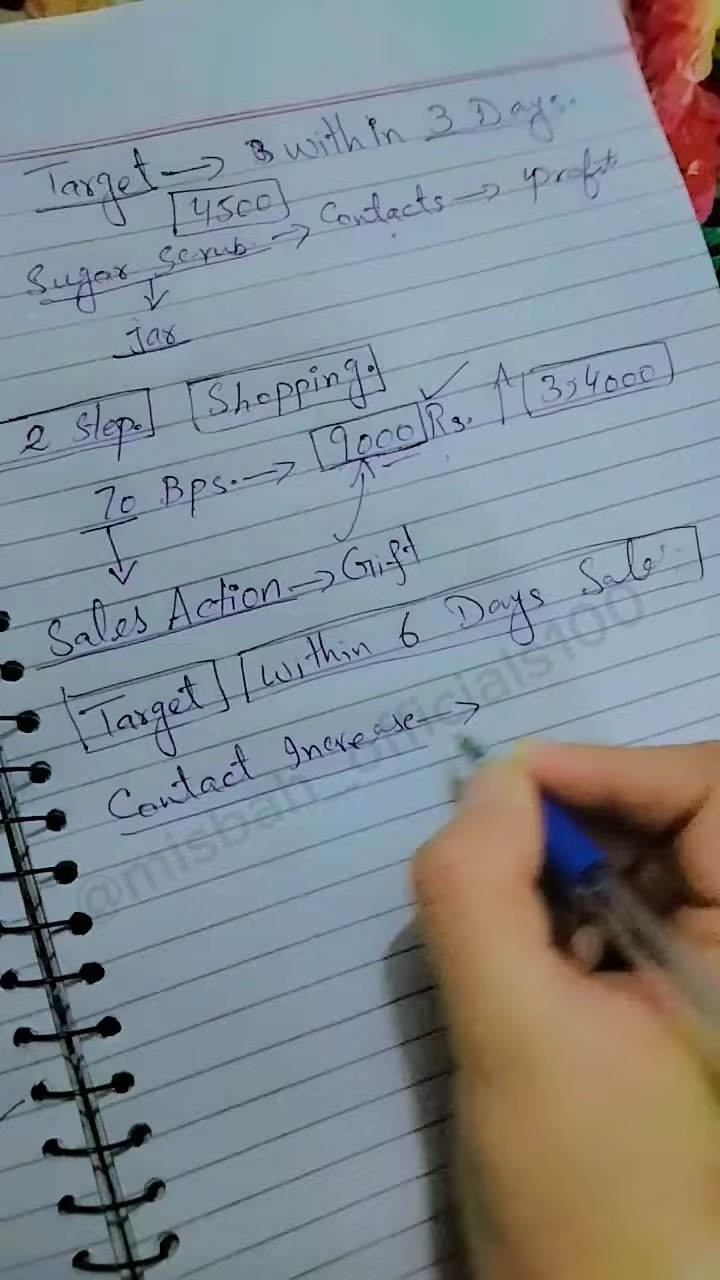 Target → within 3 Days.
4500
Sugar Scrub → Contacts → profit
↓
Jar
2 Step. Shopping.
70 Bps. → 9000 Rs. ↑ 3,4000
↓
Sales Action → Gift
Target within 6 Days Sale
Contact Increase →
@misbah_officials100